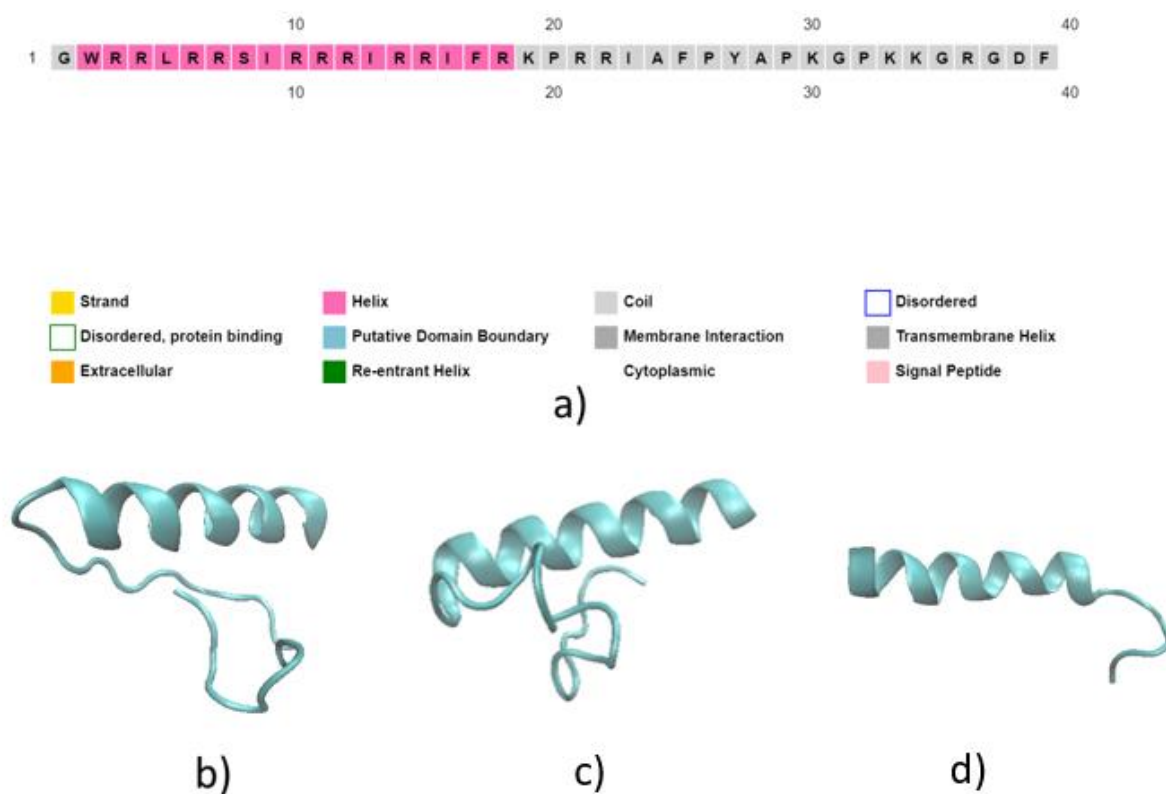 10 20 30 40
1 G W R R L R R S I R R R I R R I F R K P R R I A F P Y A P K G P K K G R G D F
10 20 30 40
Strand Helix Coil Disordered
Disordered, protein binding Putative Domain Boundary Membrane Interaction Transmembrane Helix
Extracellular Re-entrant Helix Cytoplasmic Signal Peptide
a)
b) c) d)